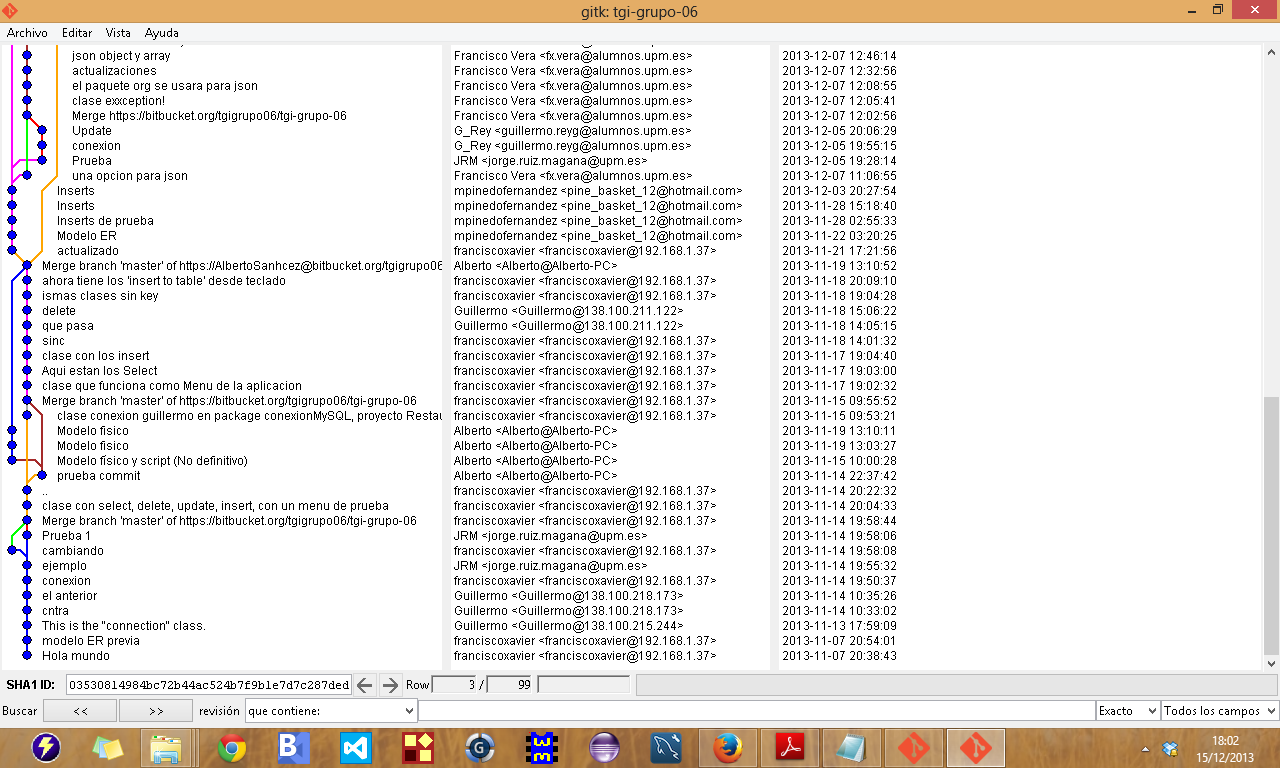 gitk: tgi-grupo-06
Archivo Editar Vista Ayuda
json object y array Francisco Vera <fx.vera@alumnos.upm.es> 2013-12-07 12:46:14
actualizaciones Francisco Vera <fx.vera@alumnos.upm.es> 2013-12-07 12:32:56
el paquete org se usara para json Francisco Vera <fx.vera@alumnos.upm.es> 2013-12-07 12:08:55
clase exxception! Francisco Vera <fx.vera@alumnos.upm.es> 2013-12-07 12:05:41
Merge https://bitbucket.org/tgigrupo06/tgi-grupo-06 Francisco Vera <fx.vera@alumnos.upm.es> 2013-12-07 12:02:56
Update G_Rey <guillermo.reyg@alumnos.upm.es> 2013-12-05 20:06:29
conexion G_Rey <guillermo.reyg@alumnos.upm.es> 2013-12-05 19:55:15
Prueba JRM <jorge.ruiz.magana@upm.es> 2013-12-05 19:28:14
una opcion para json Francisco Vera <fx.vera@alumnos.upm.es> 2013-12-07 11:06:55
Inserts mpinedofernandez <pine_basket_12@hotmail.com> 2013-12-03 20:27:54
Inserts mpinedofernandez <pine_basket_12@hotmail.com> 2013-11-28 15:18:40
Inserts de prueba mpinedofernandez <pine_basket_12@hotmail.com> 2013-11-28 02:55:33
Modelo ER mpinedofernandez <pine_basket_12@hotmail.com> 2013-11-22 03:20:25
actualizado franciscoxavier <franciscoxavier@192.168.1.37> 2013-11-21 17:21:56
Merge branch 'master' of https://AlbertoSanhcez@bitbucket.org/tgigrupo06 Alberto <Alberto@Alberto-PC> 2013-11-19 13:10:52
ahora tiene los 'insert to table' desde teclado franciscoxavier <franciscoxavier@192.168.1.37> 2013-11-18 20:09:10
ismas clases sin key franciscoxavier <franciscoxavier@192.168.1.37> 2013-11-18 19:04:28
delete Guillermo <Guillermo@138.100.211.122> 2013-11-18 15:06:22
que pasa Guillermo <Guillermo@138.100.211.122> 2013-11-18 14:05:15
sinc franciscoxavier <franciscoxavier@192.168.1.37> 2013-11-18 14:01:32
clase con los insert franciscoxavier <franciscoxavier@192.168.1.37> 2013-11-17 19:04:40
Aqui estan los Select franciscoxavier <franciscoxavier@192.168.1.37> 2013-11-17 19:03:00
clase que funciona como Menu de la aplicacion franciscoxavier <franciscoxavier@192.168.1.37> 2013-11-17 19:02:32
Merge branch 'master' of https://bitbucket.org/tgigrupo06/tgi-grupo-06 franciscoxavier <franciscoxavier@192.168.1.37> 2013-11-15 09:55:52
clase conexion guillermo en package conexionMySQL, proyecto Restau franciscoxavier <franciscoxavier@192.168.1.37> 2013-11-15 09:53:21
Modelo fisico Alberto <Alberto@Alberto-PC> 2013-11-19 13:10:11
Modelo fisico Alberto <Alberto@Alberto-PC> 2013-11-19 13:03:27
Modelo físico y script (No definitivo) Alberto <Alberto@Alberto-PC> 2013-11-15 10:00:28
prueba commit Alberto <Alberto@Alberto-PC> 2013-11-14 22:37:42
.. franciscoxavier <franciscoxavier@192.168.1.37> 2013-11-14 20:22:32
clase con select, delete, update, insert, con un menu de prueba franciscoxavier <franciscoxavier@192.168.1.37> 2013-11-14 20:04:33
Merge branch 'master' of https://bitbucket.org/tgigrupo06/tgi-grupo-06 franciscoxavier <franciscoxavier@192.168.1.37> 2013-11-14 19:58:44
Prueba 1 JRM <jorge.ruiz.magana@upm.es> 2013-11-14 19:58:06
cambiando franciscoxavier <franciscoxavier@192.168.1.37> 2013-11-14 19:58:08
ejemplo JRM <jorge.ruiz.magana@upm.es> 2013-11-14 19:55:32
conexion franciscoxavier <franciscoxavier@192.168.1.37> 2013-11-14 19:50:37
el anterior Guillermo <Guillermo@138.100.218.173> 2013-11-14 10:35:26
cntra Guillermo <Guillermo@138.100.218.173> 2013-11-14 10:33:02
This is the "connection" class. Guillermo <Guillermo@138.100.215.244> 2013-11-13 17:59:09
modelo ER previa franciscoxavier <franciscoxavier@192.168.1.37> 2013-11-07 20:54:01
Hola mundo franciscoxavier <franciscoxavier@192.168.1.37> 2013-11-07 20:38:43
SHA1 ID: 03530814984bc72b44ac524b7f9b1e7d7c287ded Row 3 / 99
Buscar << >> revisión que contiene: Exacto Todos los campos
18:02
15/12/2013